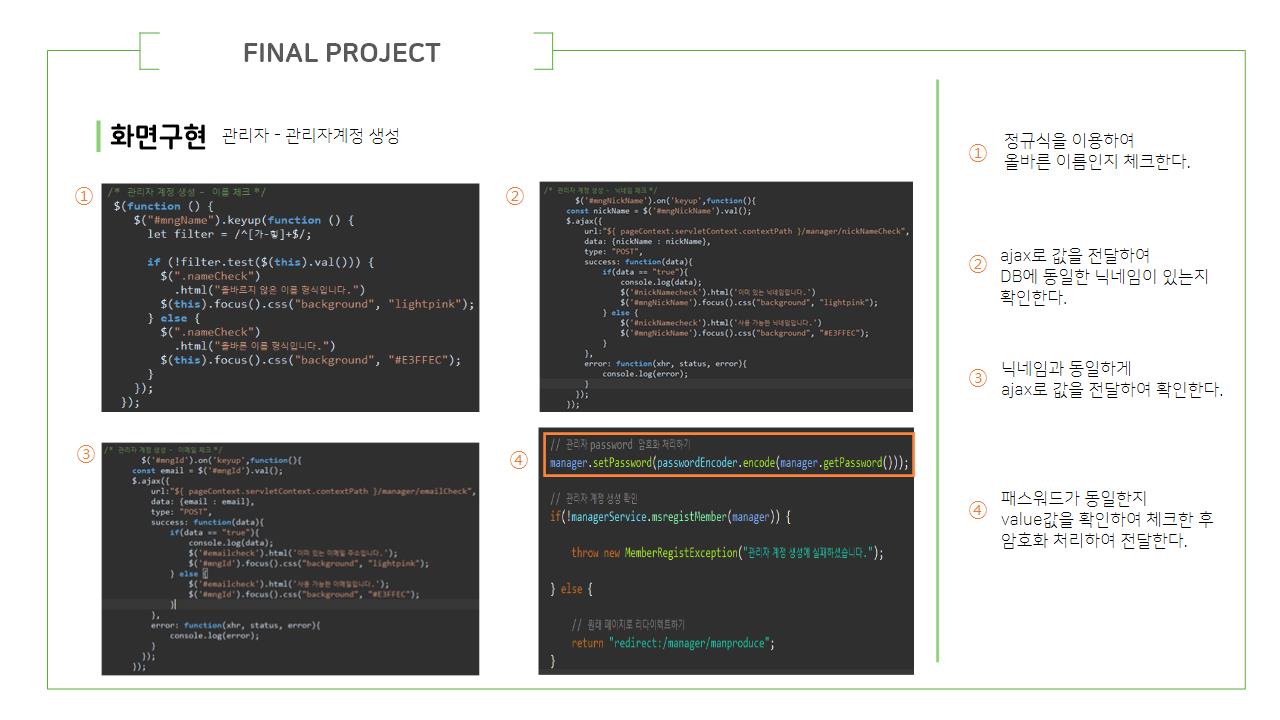 FINAL PROJECT
화면구현 관리자 - 관리자계정 생성
①
/* 관리자 계정 생성 - 이름 체크 */
$(function () {
$("#mngName").keyup(function () {
let filter = /^[가-힣]+$/;
if (!filter.test($(this).val())) {
$(".nameCheck")
.html("올바르지 않은 이름 형식입니다.")
$(this).focus().css("background", "lightpink");
} else {
$(".nameCheck")
.html("올바른 이름 형식입니다.")
$(this).focus().css("background", "#E3FFEC");
}
});
});
②
/* 관리자 계정 생성 - 닉네임 체크 */
$('#mngNickName').on('keyup',function(){
const nickName = $('#mngNickName').val();
$.ajax({
url:"${ pageContext.servletContext.contextPath }/manager/nickNameCheck",
data: {nickName : nickName},
type: "POST",
success: function(data){
if(data == "true"){
console.log(data);
$('#nickNamecheck').html('이미 있는 닉네임입니다.')
$('#mngNickName').focus().css("background", "lightpink");
} else {
$('#nickNamecheck').html('사용 가능한 닉네임입니다.')
$('#mngNickName').focus().css("background", "#E3FFEC");
}
},
error: function(xhr, status, error){
console.log(error);
}
});
});
③
/* 관리자 계정 생성 - 이메일 체크 */
$('#mngId').on('keyup',function(){
const email = $('#mngId').val();
$.ajax({
url:"${ pageContext.servletContext.contextPath }/manager/emailCheck",
data: {email : email},
type: "POST",
success: function(data){
if(data == "true"){
console.log(data);
$('#emailcheck').html('이미 있는 이메일 주소입니다.');
$('#mngId').focus().css("background", "lightpink");
} else {
$('#emailcheck').html('사용 가능한 이메일입니다.');
$('#mngId').focus().css("background", "#E3FFEC");
}
},
error: function(xhr, status, error){
console.log(error);
}
});
});
④
// 관리자 password 암호화 처리하기
manager.setPassword(passwordEncoder.encode(manager.getPassword()));
// 관리자 계정 생성 확인
if(!managerService.msregistMember(manager)) {
throw new MemberRegistException("관리자 계정 생성에 실패하셨습니다.");
} else {
// 원래 페이지로 리다이렉트하기
return "redirect:/manager/manproduce";
}
① 정규식을 이용하여
올바른 이름인지 체크한다.
② ajax로 값을 전달하여
DB에 동일한 닉네임이 있는지
확인한다.
③ 닉네임과 동일하게
ajax로 값을 전달하여 확인한다.
④ 패스워드가 동일한지
value값을 확인하여 체크한 후
암호화 처리하여 전달한다.